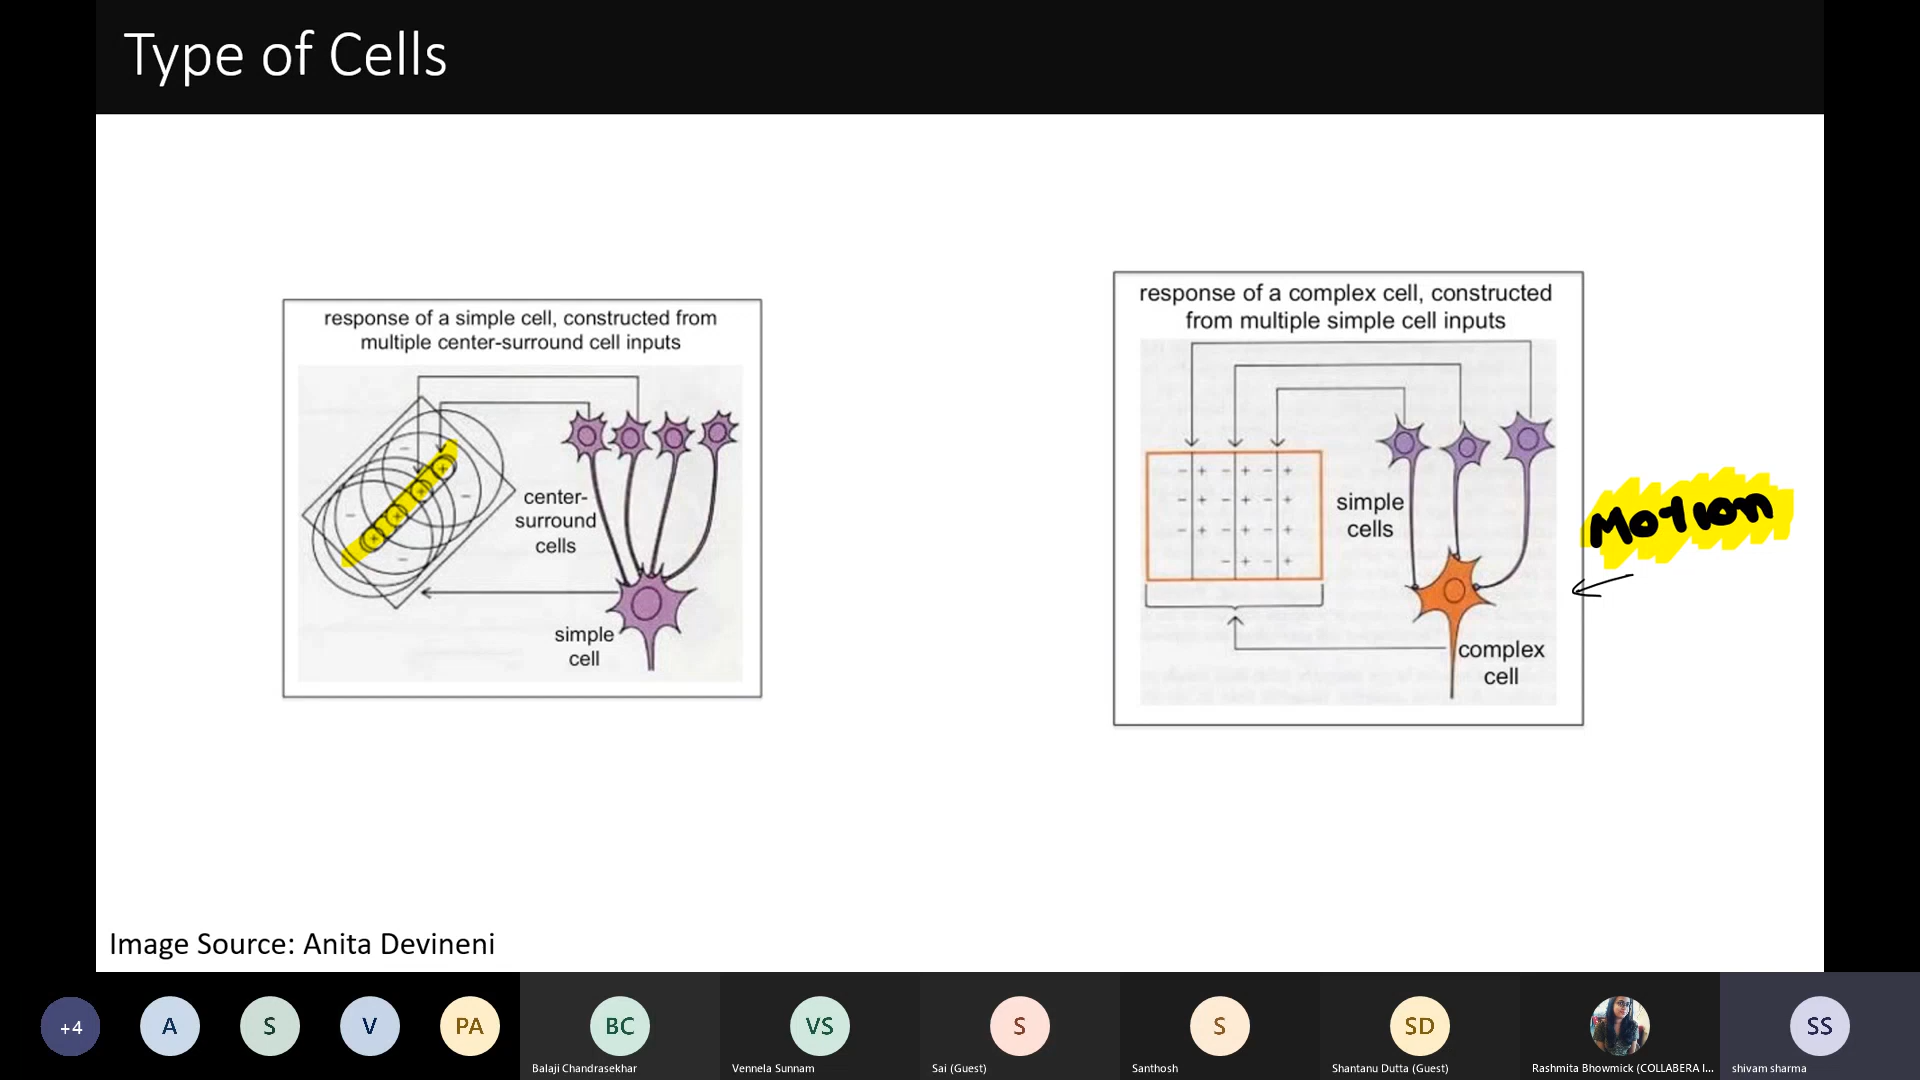 Type of Cells
response of a simple cell, constructed from
multiple center-surround cell inputs
center-
surround
cells
simple
cell
response of a complex cell, constructed
from multiple simple cell inputs
- + - + - +
- + - + - +
- + - + - +
- + - +
simple
cells
complex
cell
Motion
Image Source: Anita Devineni
+4
A
S
V
PA
BC
Balaji Chandrasekhar
VS
Vennela Sunnam
S
Sai (Guest)
S
Santhosh
SD
Shantanu Dutta (Guest)
Rashmita Bhowmick (COLLABERA I...
SS
shivam sharma